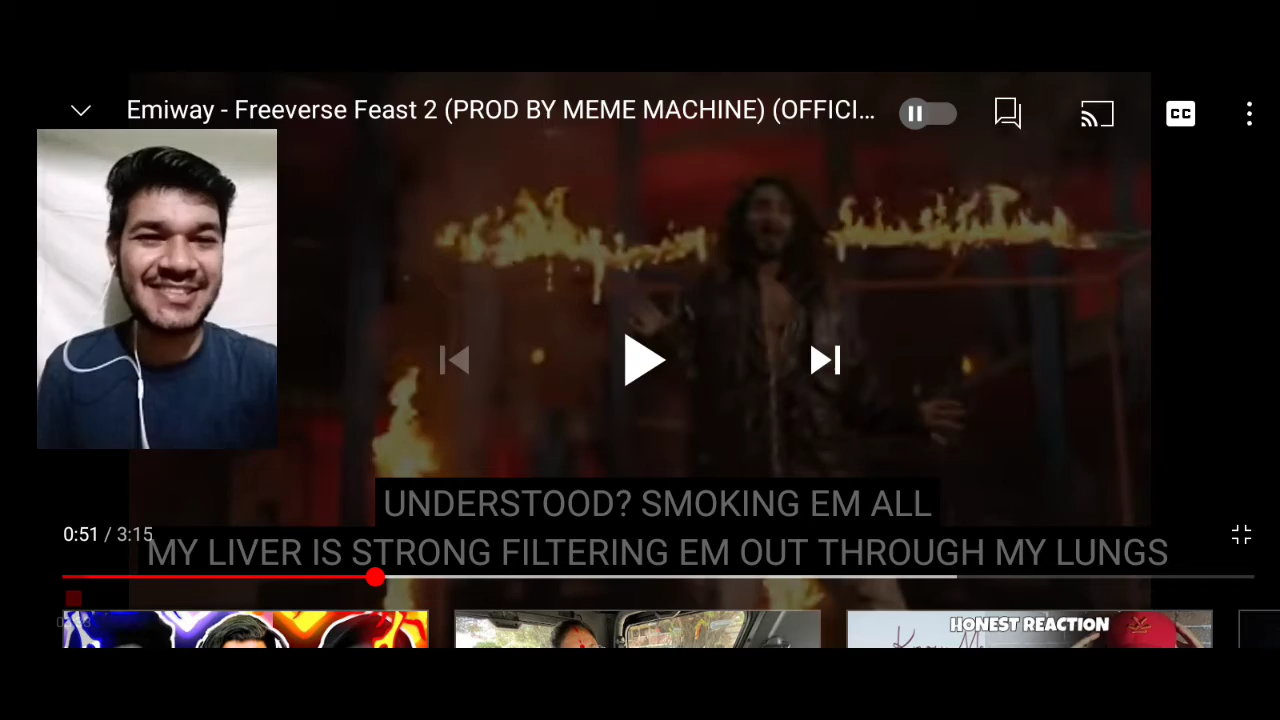 Emiway - Freeverse Feast 2 (PROD BY MEME MACHINE) (OFFICI...
CC
UNDERSTOOD? SMOKING EM ALL
0:51 / 3:15
MY LIVER IS STRONG FILTERING EM OUT THROUGH MY LUNGS
HONEST REACTION